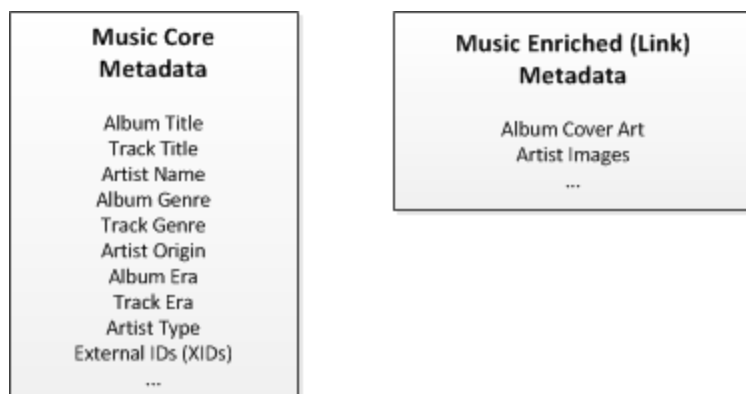 Music Core
Metadata
Album Title
Track Title
Artist Name
Album Genre
Track Genre
Artist Origin
Album Era
Track Era
Artist Type
External IDs (XIDs)
...
Music Enriched (Link)
Metadata
Album Cover Art
Artist Images
...